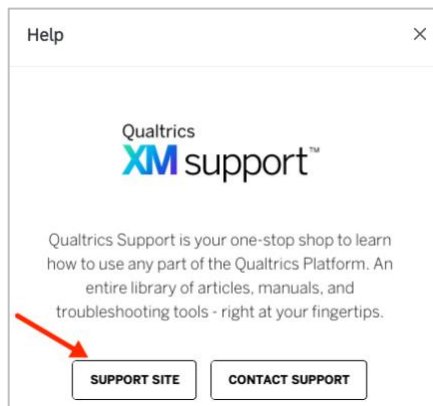 Help
Qualtrics
XM support™
Qualtrics Support is your one-stop shop to learn
how to use any part of the Qualtrics Platform. An
entire library of articles, manuals, and
troubleshooting tools - right at your fingertips.
SUPPORT SITE CONTACT SUPPORT